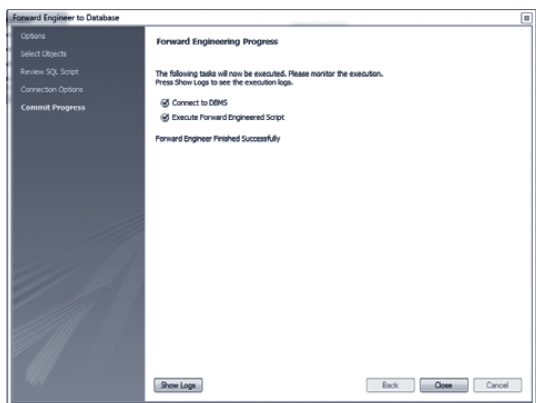 Forward Engineer to Database
Options
Select Objects
Review SQL Script
Connection Options
Commit Progress
Forward Engineering Progress
The following tasks will now be executed. Please monitor the execution.
Press Show Logs to see the execution logs.
Connect to DBMS
Execute Forward Engineered Script
Forward Engineer Finished Successfully
Show Logs
Back
Close
Cancel